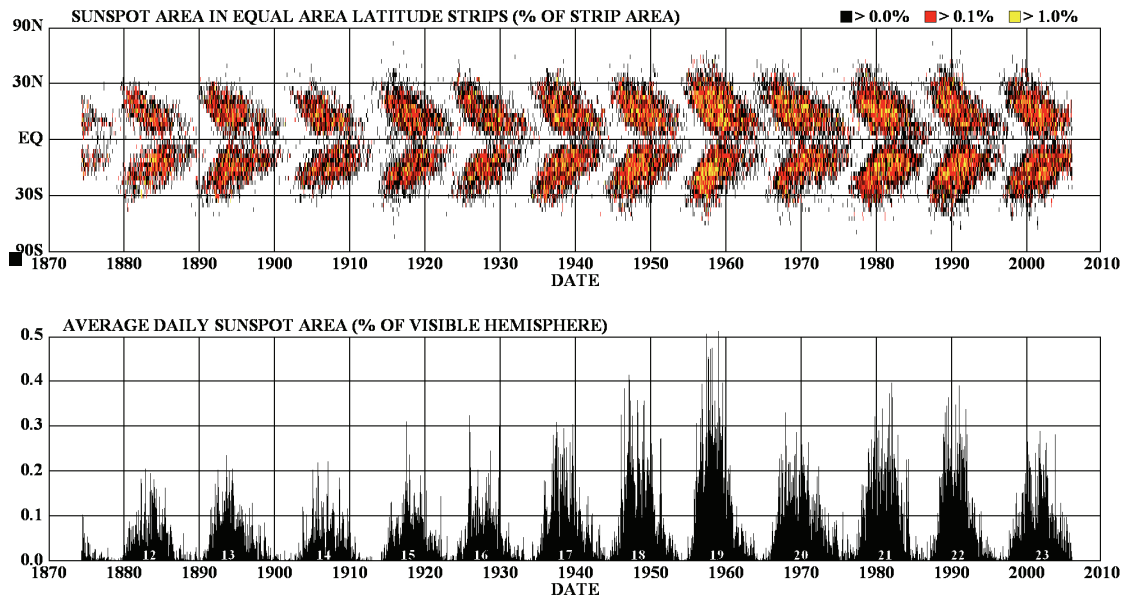 SUNSPOT AREA IN EQUAL AREA LATITUDE STRIPS (% OF STRIP AREA) > 0.0% > 0.1% > 1.0%
90N
30N
EQ
30S
90S
1870 1880 1890 1900 1910 1920 1930 1940 1950 1960 1970 1980 1990 2000 2010
DATE
AVERAGE DAILY SUNSPOT AREA (% OF VISIBLE HEMISPHERE)
0.5
0.4
0.3
0.2
0.1
0.0
12 13 14 15 16 17 18 19 20 21 22 23
1870 1880 1890 1900 1910 1920 1930 1940 1950 1960 1970 1980 1990 2000 2010
DATE